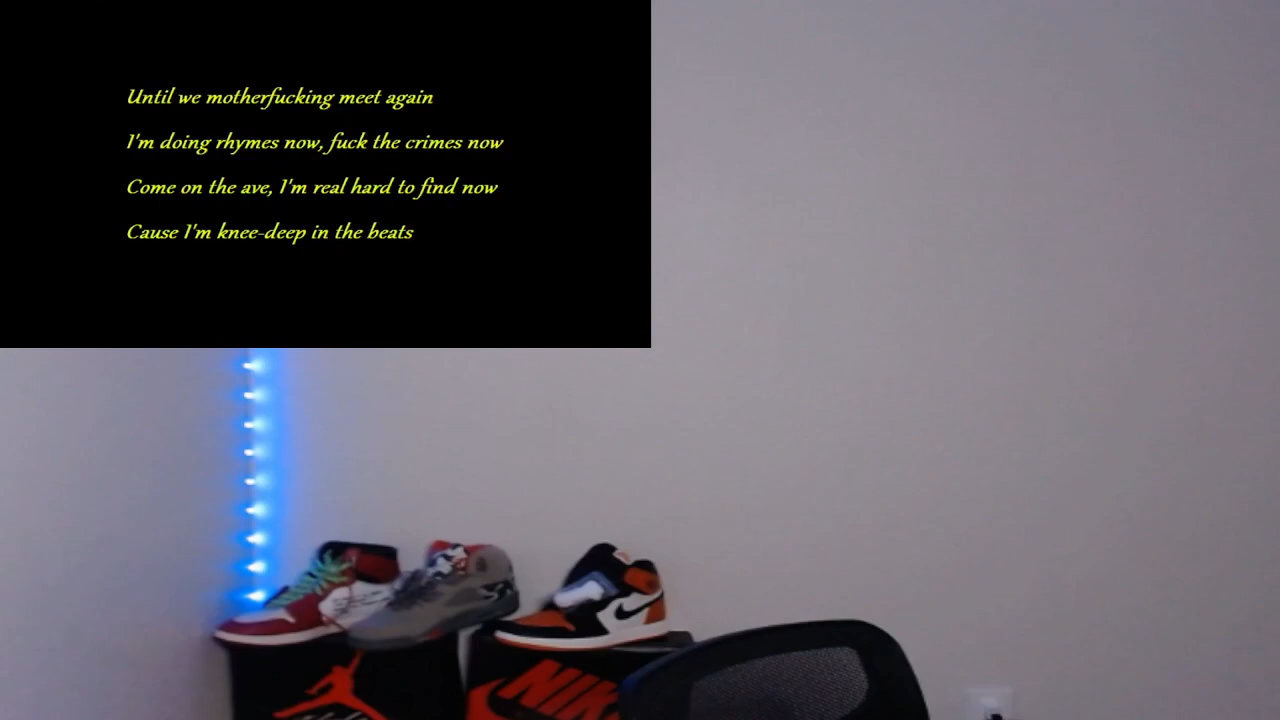 Until we motherfucking meet again
I'm doing rhymes now, fuck the crimes now
Come on the ave, I'm real hard to find now
Cause I'm knee-deep in the beats
NIKE